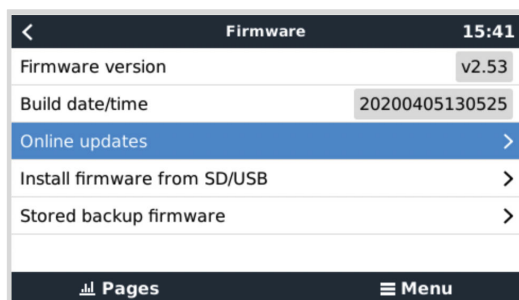 Firmware 15:41
Firmware version v2.53
Build date/time 20200405130525
Online updates
Install firmware from SD/USB
Stored backup firmware
Pages Menu